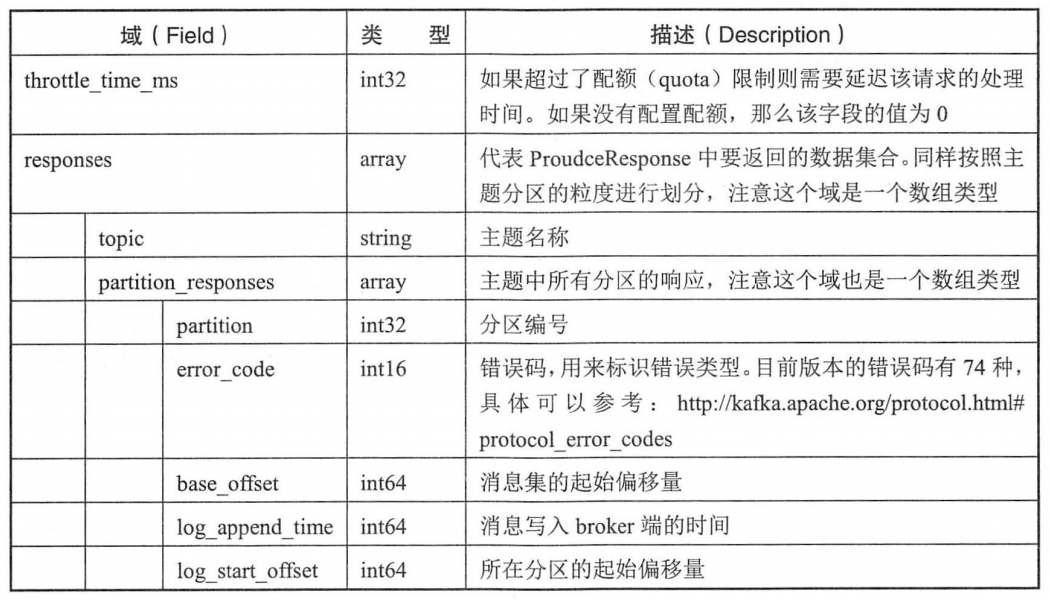 域（Field） 类 型 描述（Description）
throttle_time_ms int32 如果超过了配额（quota）限制则需要延迟该请求的处理
时间。如果没有配置配额，那么该字段的值为 0
responses array 代表 ProudceResponse 中要返回的数据集合。同样按照主
题分区的粒度进行划分，注意这个域是一个数组类型
topic string 主题名称
partition_responses array 主题中所有分区的响应，注意这个域也是一个数组类型
partition int32 分区编号
error_code int16 错误码，用来标识错误类型。目前版本的错误码有 74 种，
具体可以参考：http://kafka.apache.org/protocol.html#
protocol_error_codes
base_offset int64 消息集的起始偏移量
log_append_time int64 消息写入 broker 端的时间
log_start_offset int64 所在分区的起始偏移量